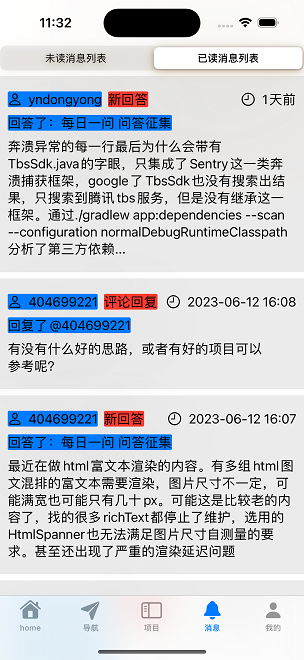 11:32
未读消息列表 已读消息列表
yndongyong 新回答 1天前
回答了：每日一问 问答征集
奔溃异常的每一行最后为什么会带有
TbsSdk.java的字眼，只集成了Sentry这一类奔
溃捕获框架，google了TbsSdk也没有搜索出结
果，只搜索到腾讯tbs服务，但是没有继承这一
框架。通过./gradlew app:dependencies --scan
--configuration normalDebugRuntimeClasspath
分析了第三方依赖...
404699221 评论回复 2023-06-12 16:08
回复了@404699221
有没有什么好的思路，或者有好的项目可以
参考呢?
404699221 新回答 2023-06-12 16:07
回答了：每日一问 问答征集
最近在做html富文本渲染的内容。有多组html图
文混排的富文本需要渲染，图片尺寸不一定，可
能满宽也可能只有几十px。可能这是比较老的内
容了，找的很多richText都停止了维护，选用的
HtmlSpanner也无法满足图片尺寸自测量的要
求。甚至还出现了严重的渲染延迟问题
home 导航 项目 消息 我的